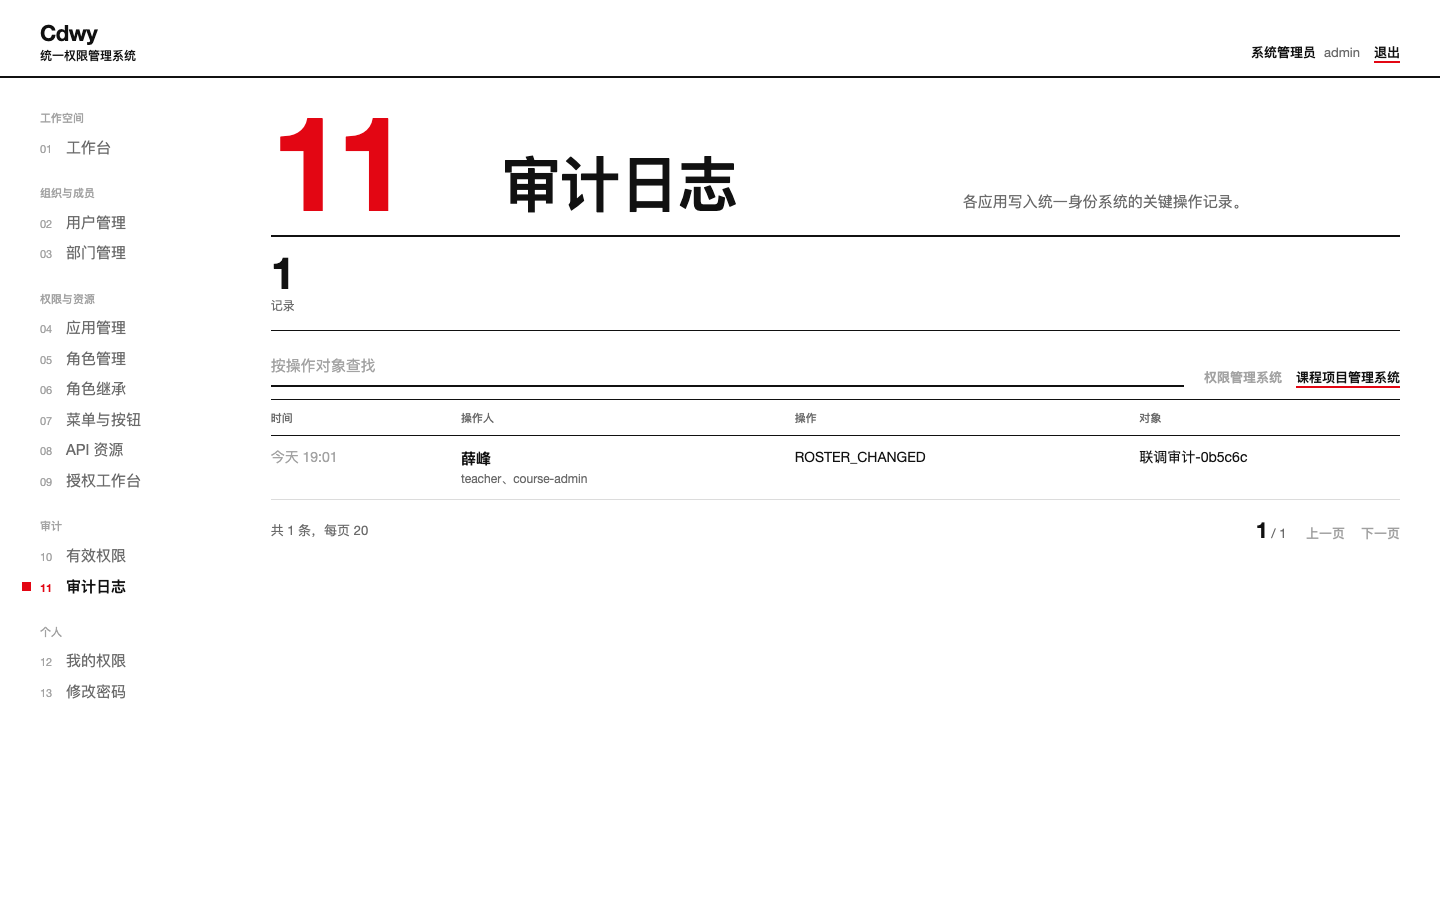 Cdwy
统一权限管理系统
系统管理员 admin 退出
工作空间
01 工作台
组织与成员
02 用户管理
03 部门管理
权限与资源
04 应用管理
05 角色管理
06 角色继承
07 菜单与按钮
08 API 资源
09 授权工作台
审计
10 有效权限
11 审计日志
个人
12 我的权限
13 修改密码
11 审计日志 各应用写入统一身份系统的关键操作记录。
1
记录
按操作对象查找 权限管理系统 课程项目管理系统
时间 操作人 操作 对象
今天 19:01 薛峰 ROSTER_CHANGED 联调审计-0b5c6c
teacher、course-admin
共 1 条，每页 20 1 / 1 上一页 下一页